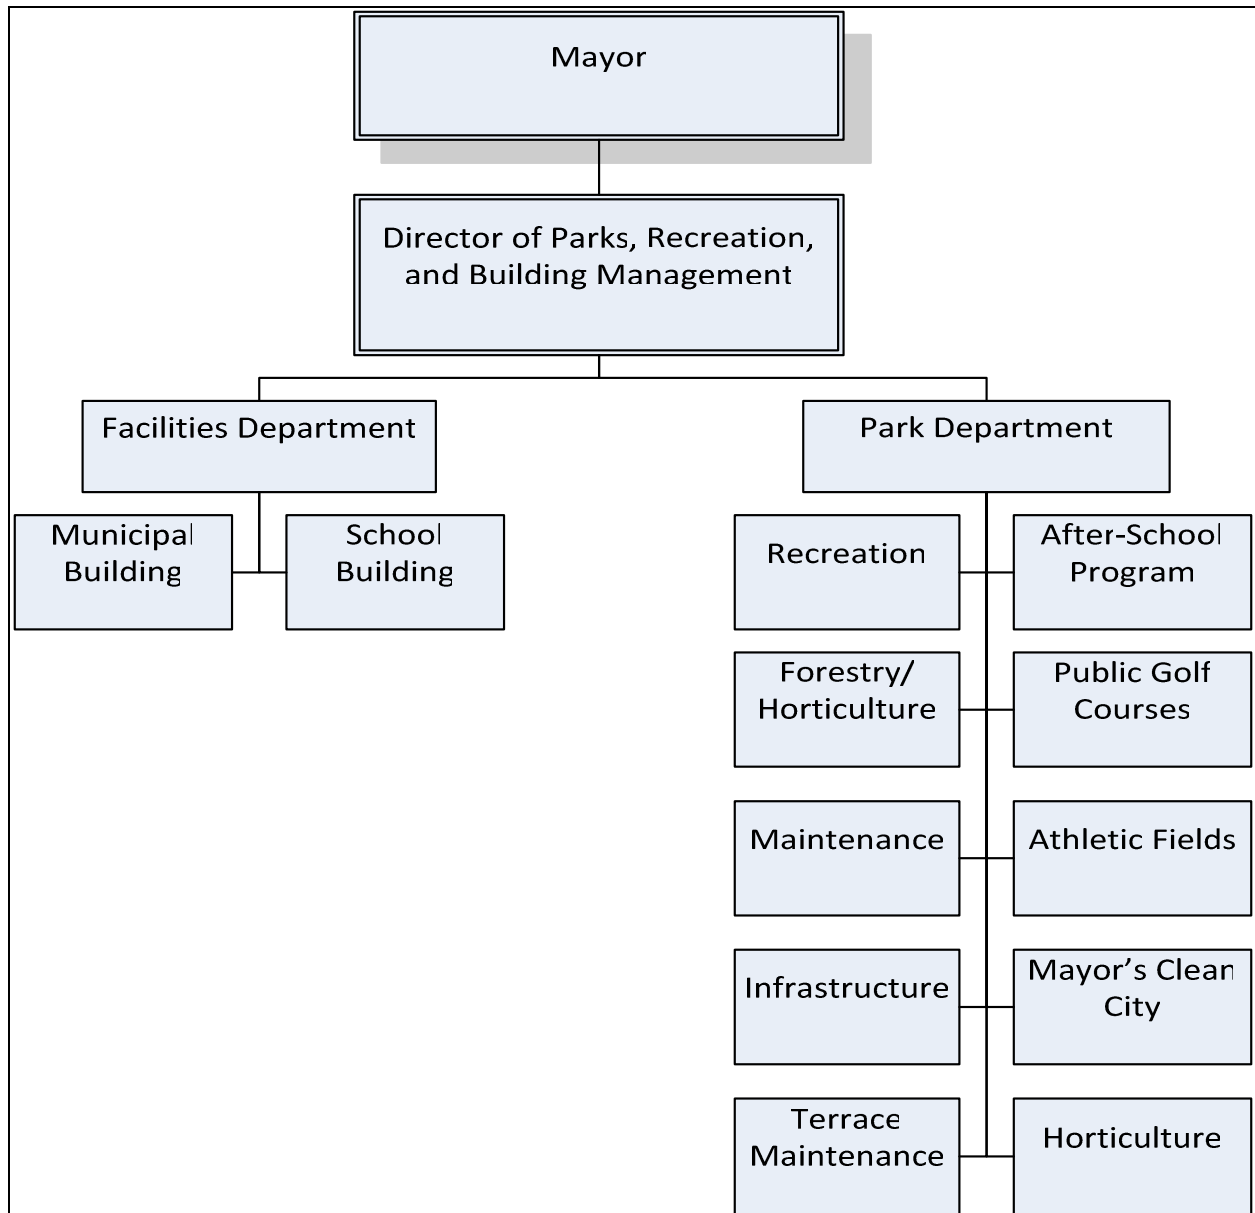 Mayor
Director of Parks, Recreation,
and Building Management
Facilities Department
Park Department
Municipal
Building
School
Building
Recreation
After-School
Program
Forestry/
Horticulture
Public Golf
Courses
Maintenance
Athletic Fields
Infrastructure
Mayor’s Clean
City
Terrace
Maintenance
Horticulture